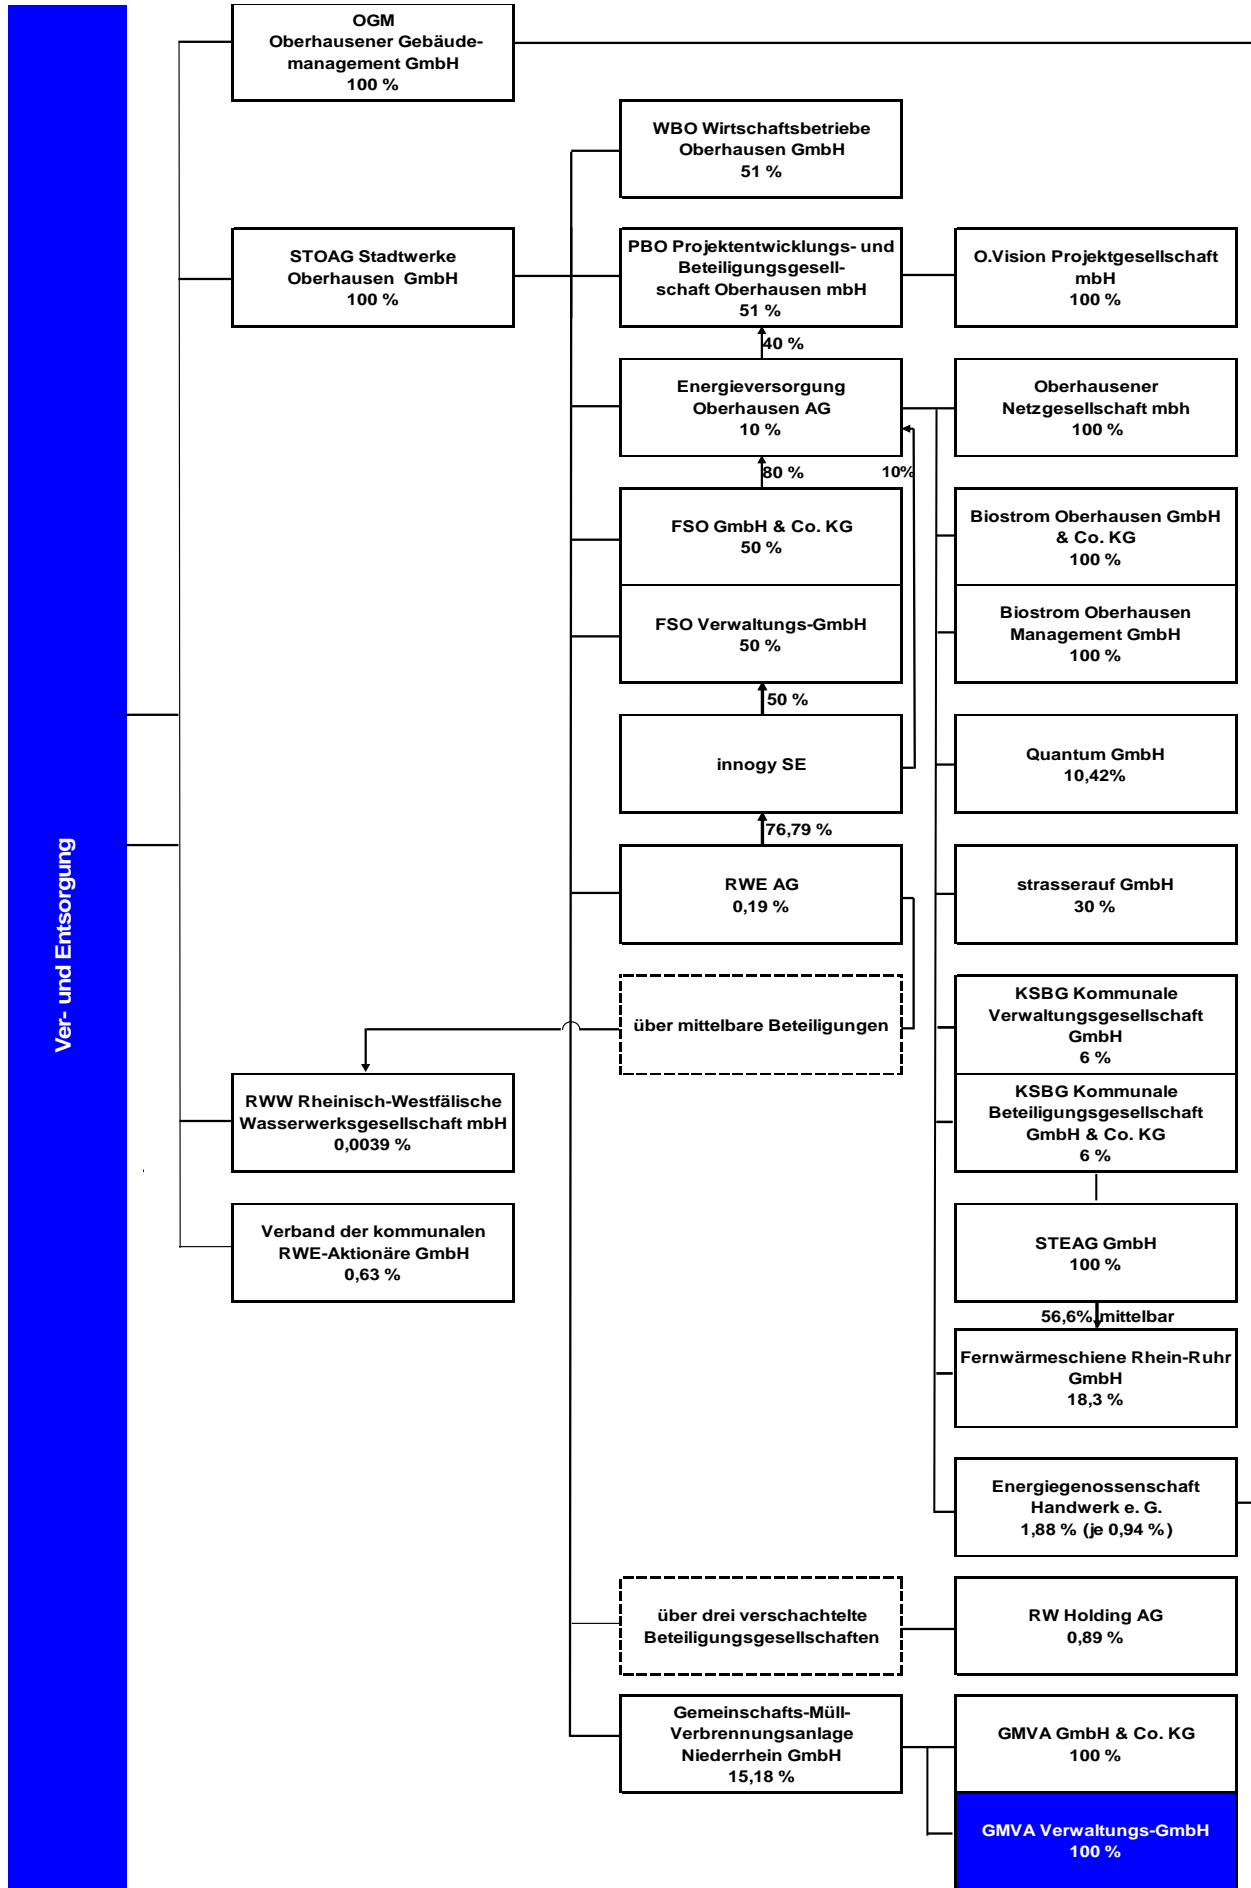 Ver- und Entsorgung
OGM
Oberhausener Gebäude-
management GmbH
100 %
WBO Wirtschaftsbetriebe
Oberhausen GmbH
51 %
STOAG Stadtwerke
Oberhausen GmbH
100 %
PBO Projektentwicklungs- und
Beteiligungsgesell-
schaft Oberhausen mbH
51 %
O.Vision Projektgesellschaft
mbH
100 %
40 %
Energieversorgung
Oberhausen AG
10 %
Oberhausener
Netzgesellschaft mbh
100 %
80 %
10%
FSO GmbH & Co. KG
50 %
Biostrom Oberhausen GmbH
& Co. KG
100 %
FSO Verwaltungs-GmbH
50 %
Biostrom Oberhausen
Management GmbH
100 %
50 %
innogy SE
Quantum GmbH
10,42%
76,79 %
RWE AG
0,19 %
strasserauf GmbH
30 %
über mittelbare Beteiligungen
KSBG Kommunale
Verwaltungsgesellschaft
GmbH
6 %
RWW Rheinisch-Westfälische
Wasserwerksgesellschaft mbH
0,0039 %
KSBG Kommunale
Beteiligungsgesellschaft
GmbH & Co. KG
6 %
Verband der kommunalen
RWE-Aktionäre GmbH
0,63 %
STEAG GmbH
100 %
56,6% mittelbar
Fernwärmeschiene Rhein-Ruhr
GmbH
18,3 %
Energiegenossenschaft
Handwerk e. G.
1,88 % (je 0,94 %)
über drei verschachtelte
Beteiligungsgesellschaften
RW Holding AG
0,89 %
Gemeinschafts-Müll-
Verbrennungsanlage
Niederrhein GmbH
15,18 %
GMVA GmbH & Co. KG
100 %
GMVA Verwaltungs-GmbH
100 %